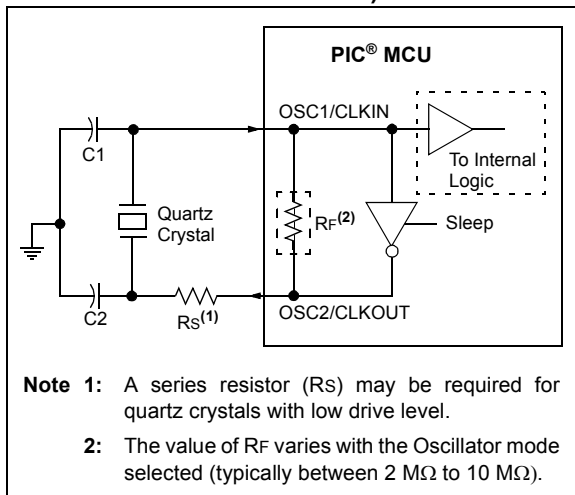 PIC® MCU
OSC1/CLKIN
C1
To Internal
Logic
Quartz
Crystal
RF(2)
Sleep
C2
RS(1)
OSC2/CLKOUT
Note 1: A series resistor (RS) may be required for
quartz crystals with low drive level.
2: The value of RF varies with the Oscillator mode
selected (typically between 2 MΩ to 10 MΩ).